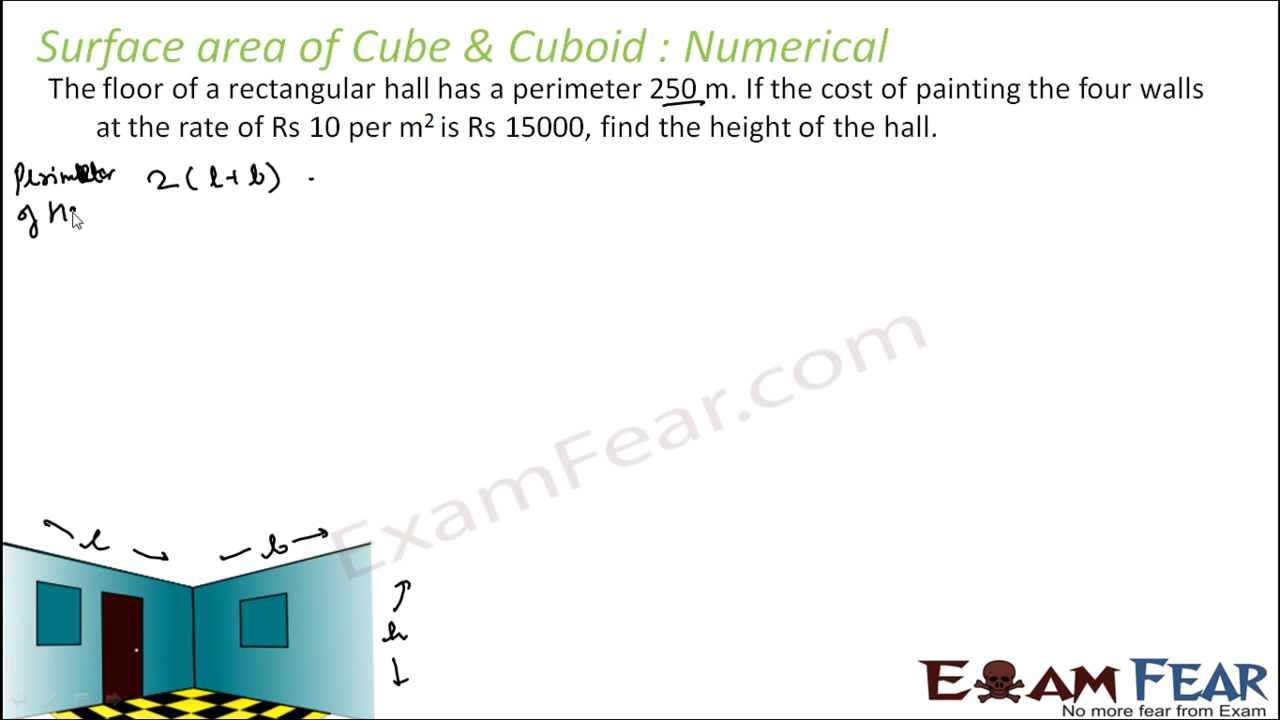 Surface area of Cube & Cuboid : Numerical
The floor of a rectangular hall has a perimeter 250 m. If the cost of painting the four walls
at the rate of Rs 10 per m² is Rs 15000, find the height of the hall.
Perimeter 2(l+b)
of
ExamFear.com
l
b
h
EXAM FEAR
No more fear from Exam